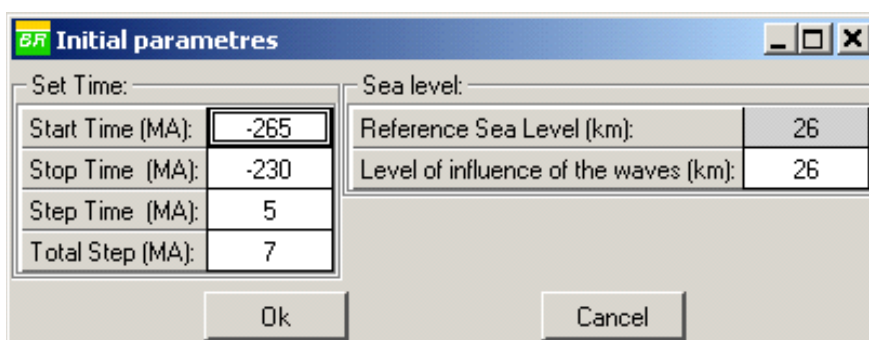 BR Initial parametres
Set Time:
Start Time (MA): -265
Stop Time (MA): -230
Step Time (MA): 5
Total Step (MA): 7
Sea level:
Reference Sea Level (km): 26
Level of influence of the waves (km): 26
Ok
Cancel